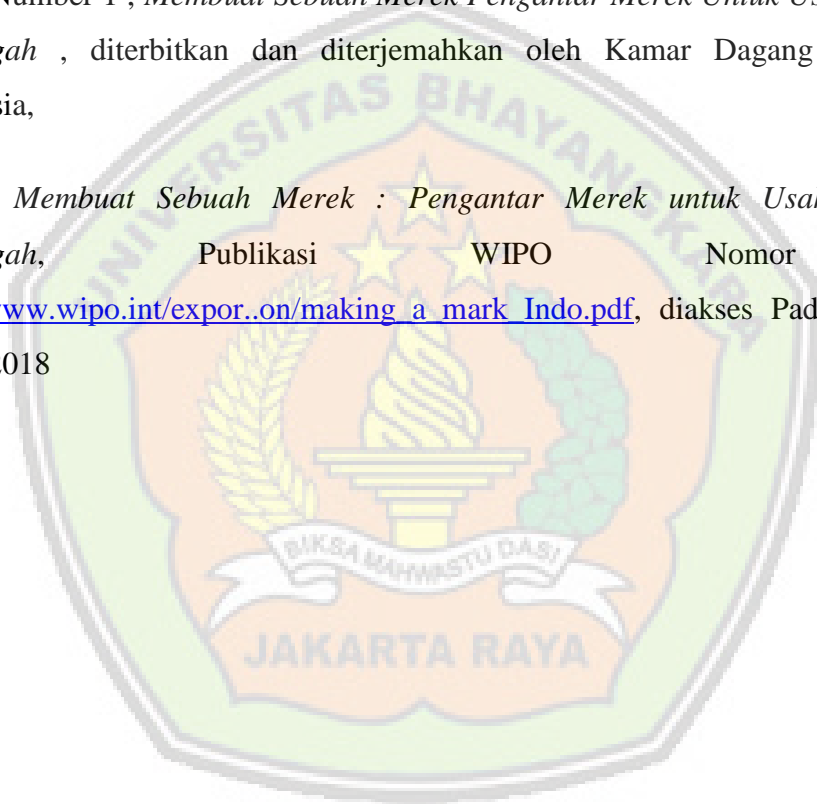 Number 1 , Membuat Sebuah Merek Pengantar Merek Untuk Us
gah , diterbitkan dan diterjemahkan oleh Kamar Dagang
sia,
Membuat Sebuah Merek : Pengantar Merek untuk Usa
gah, Publikasi WIPO Nomor
www.wipo.int/expor..on/making_a_mark_Indo.pdf, diakses Pad
2018
UNIVERSITAS BHAYANGKARA
BIKSA MAHWASTU DASI
JAKARTA RAYA